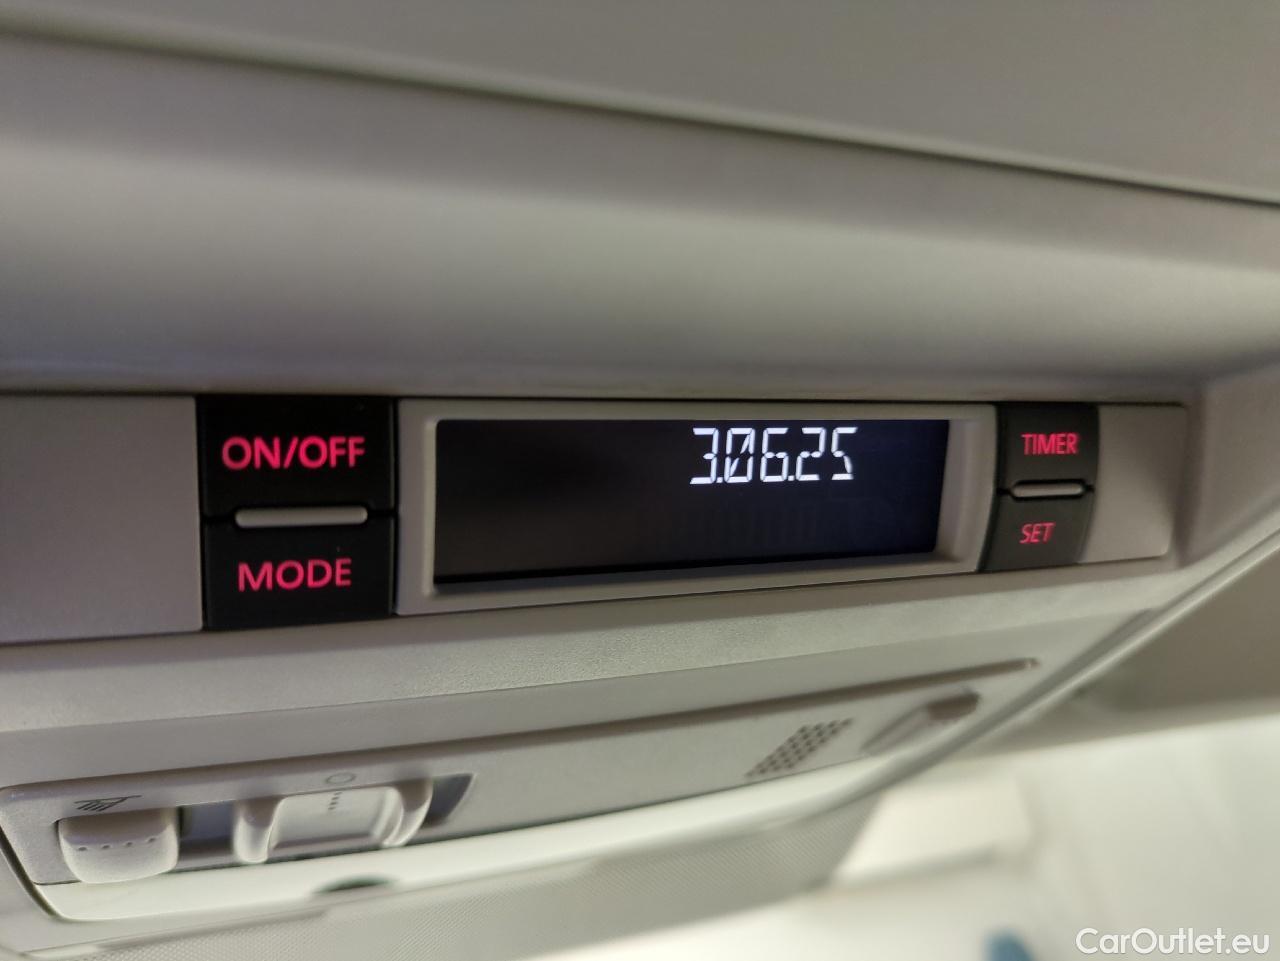 ON/OFF
MODE
3.06.25
TIMER
SET
CarOutlet.eu